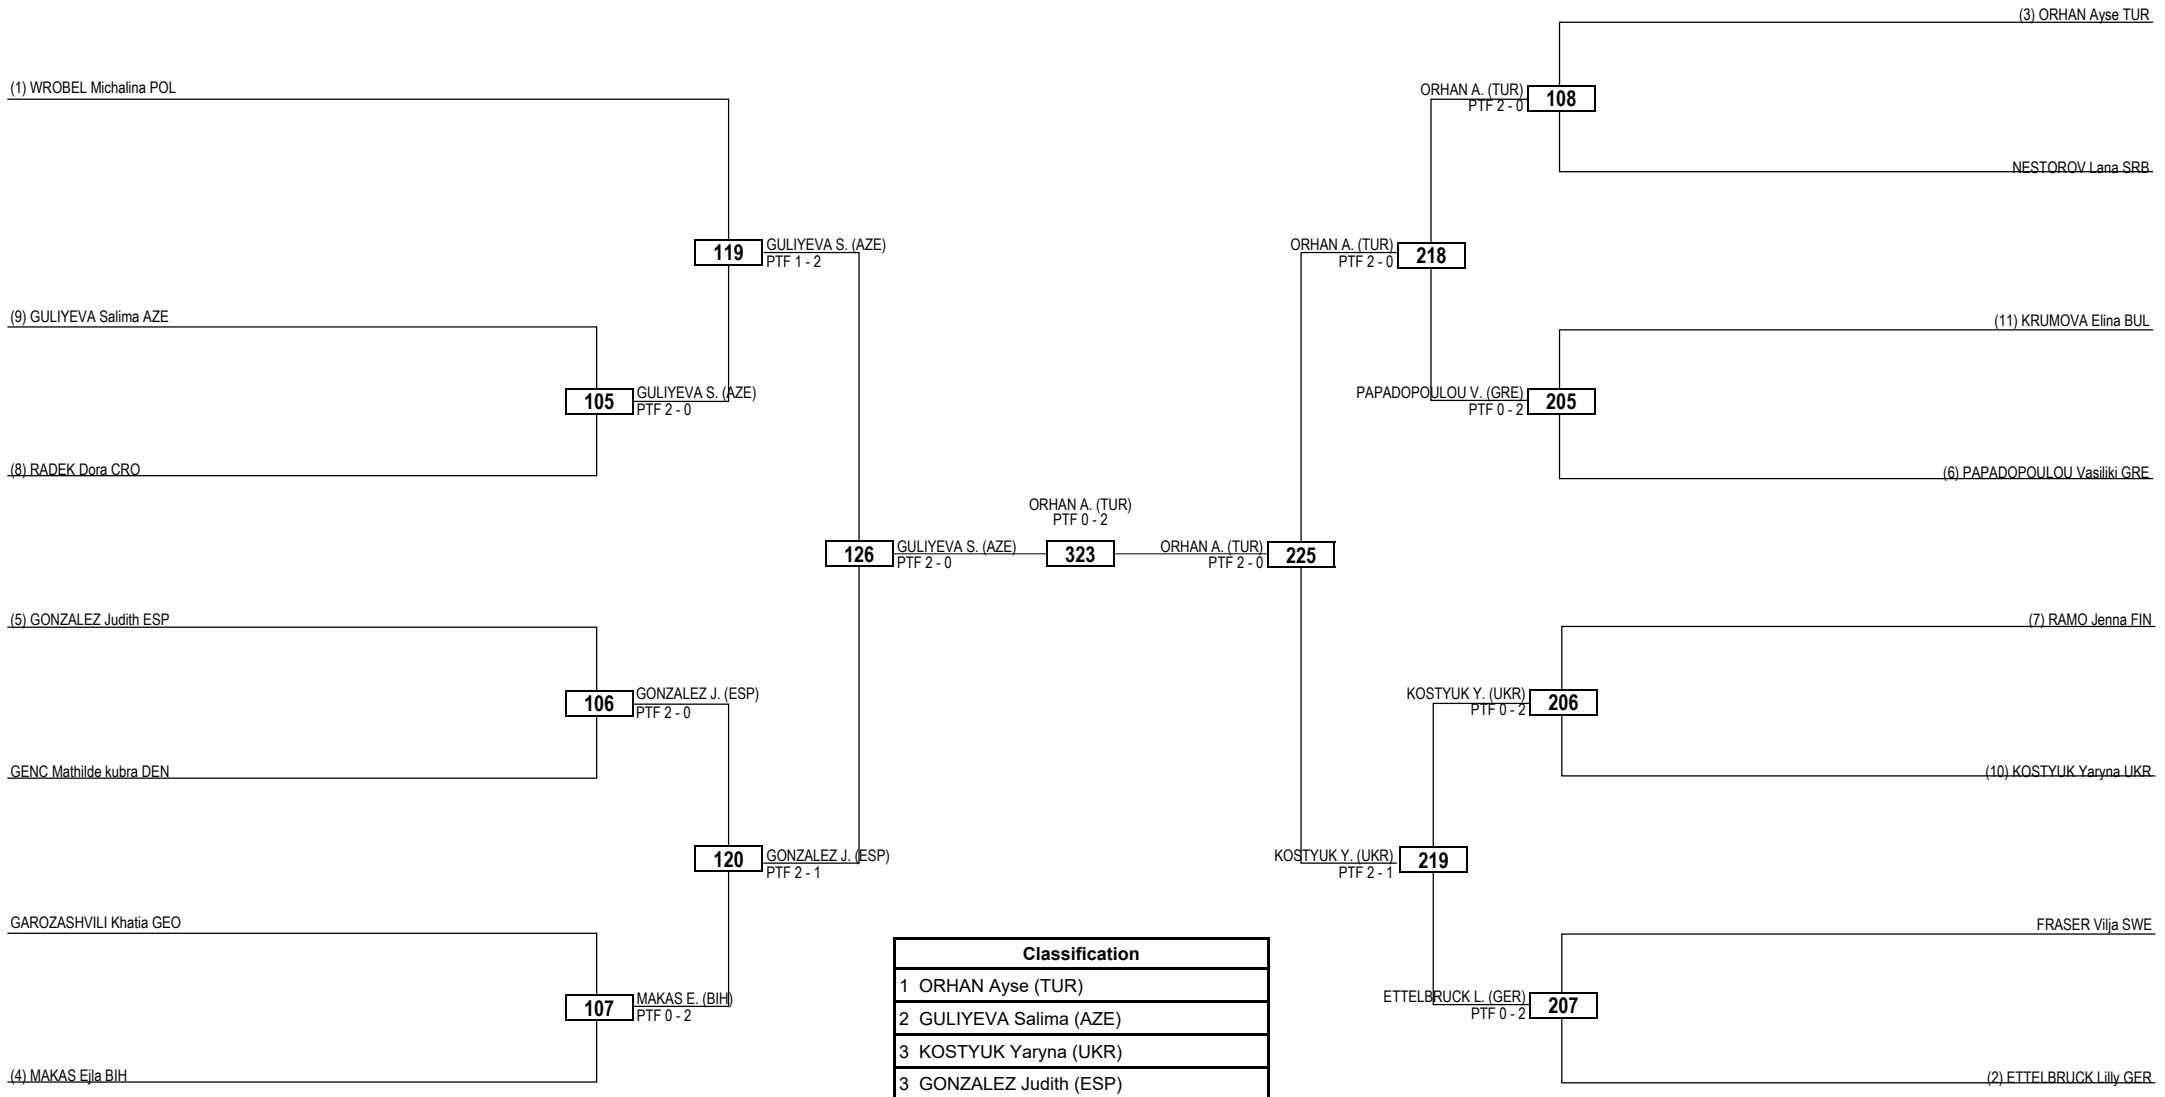 (3) ORHAN Ayse TUR
(1) WROBEL Michalina POL
ORHAN A. (TUR)
PTF 2 - 0
108
NESTOROV Lana SRB
119
GULIYEVA S. (AZE)
PTF 1 - 2
ORHAN A. (TUR)
PTF 2 - 0
218
(9) GULIYEVA Salima AZE
(11) KRUMOVA Elina BUL
105
GULIYEVA S. (AZE)
PTF 2 - 0
PAPADOPOULOU V. (GRE)
PTF 0 - 2
205
(8) RADEK Dora CRO
(6) PAPADOPOULOU Vasiliki GRE
ORHAN A. (TUR)
PTF 0 - 2
126
GULIYEVA S. (AZE)
PTF 2 - 0
323
ORHAN A. (TUR)
PTF 2 - 0
225
(5) GONZALEZ Judith ESP
(7) RAMO Jenna FIN
106
GONZALEZ J. (ESP)
PTF 2 - 0
KOSTYUK Y. (UKR)
PTF 0 - 2
206
GENC Mathilde kubra DEN
(10) KOSTYUK Yaryna UKR
120
GONZALEZ J. (ESP)
PTF 2 - 1
KOSTYUK Y. (UKR)
PTF 2 - 1
219
GAROZASHVILI Khatia GEO
FRASER Vilja SWE
107
MAKAS E. (BIH)
PTF 0 - 2
ETTELBRUCK L. (GER)
PTF 0 - 2
207
(4) MAKAS Ejla BIH
(2) ETTELBRUCK Lilly GER
Classification
1 ORHAN Ayse (TUR)
2 GULIYEVA Salima (AZE)
3 KOSTYUK Yaryna (UKR)
3 GONZALEZ Judith (ESP)